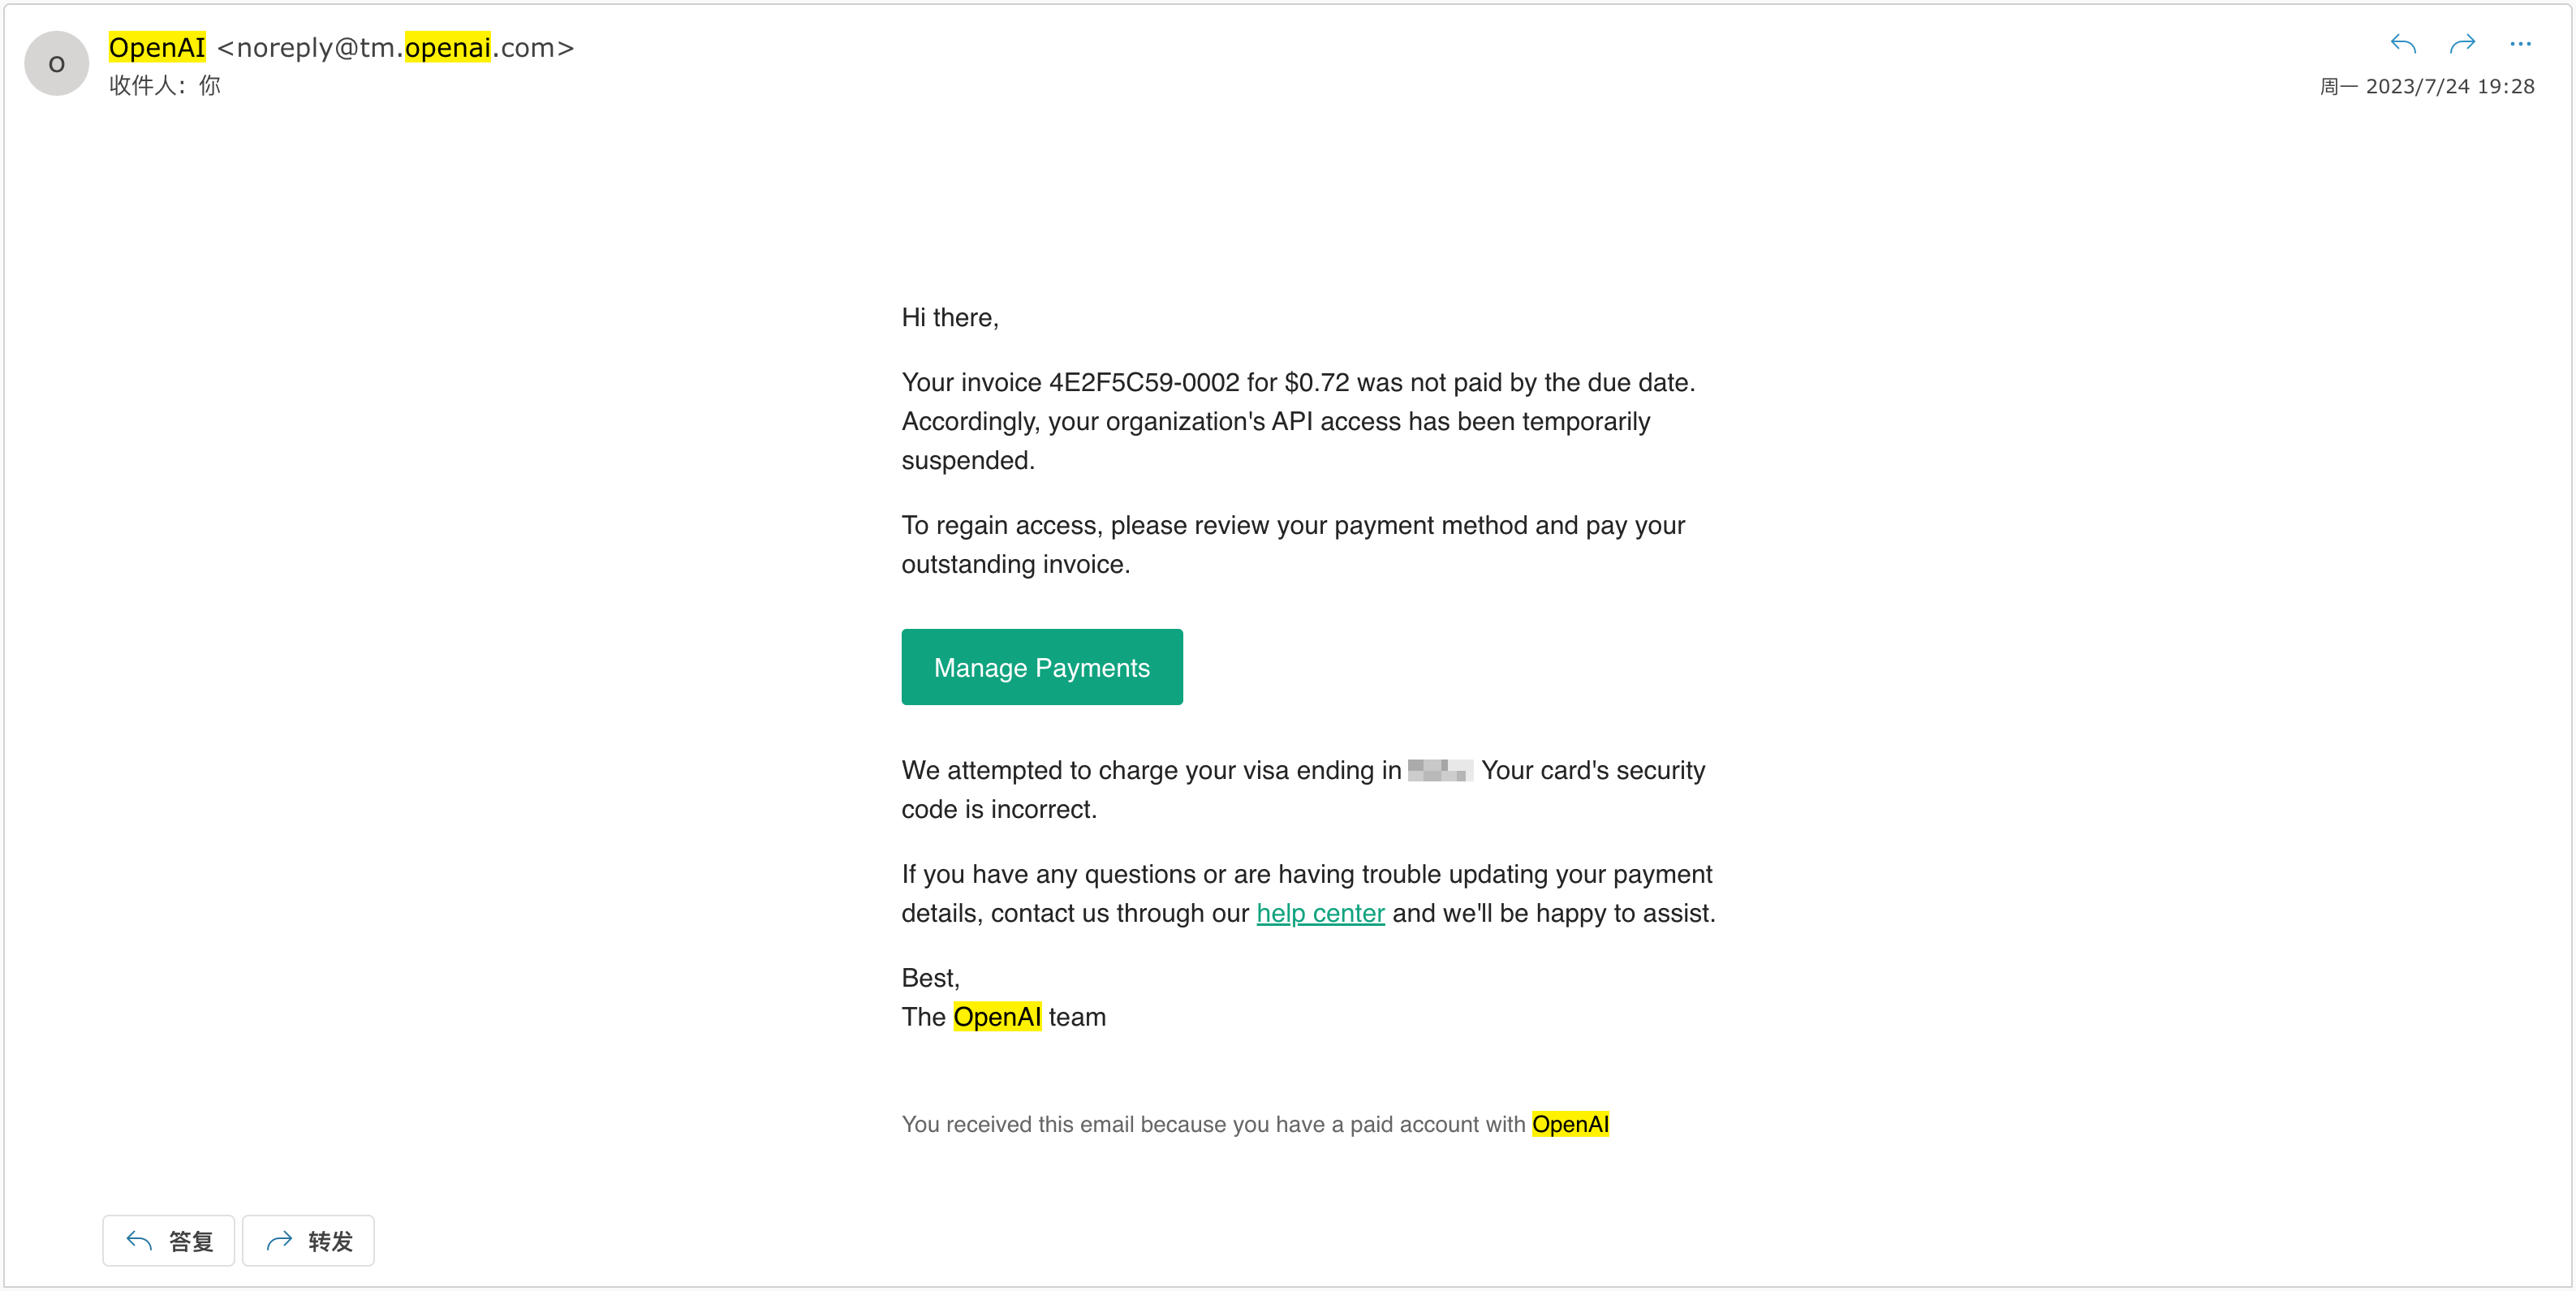 O
OpenAI <noreply@tm.openai.com>
收件人：你
周一 2023/7/24 19:28
Hi there,
Your invoice 4E2F5C59-0002 for $0.72 was not paid by the due date.
Accordingly, your organization's API access has been temporarily
suspended.
To regain access, please review your payment method and pay your
outstanding invoice.
Manage Payments
We attempted to charge your visa ending in Your card's security
code is incorrect.
If you have any questions or are having trouble updating your payment
details, contact us through our help center and we'll be happy to assist.
Best,
The OpenAI team
You received this email because you have a paid account with OpenAI
答复 转发